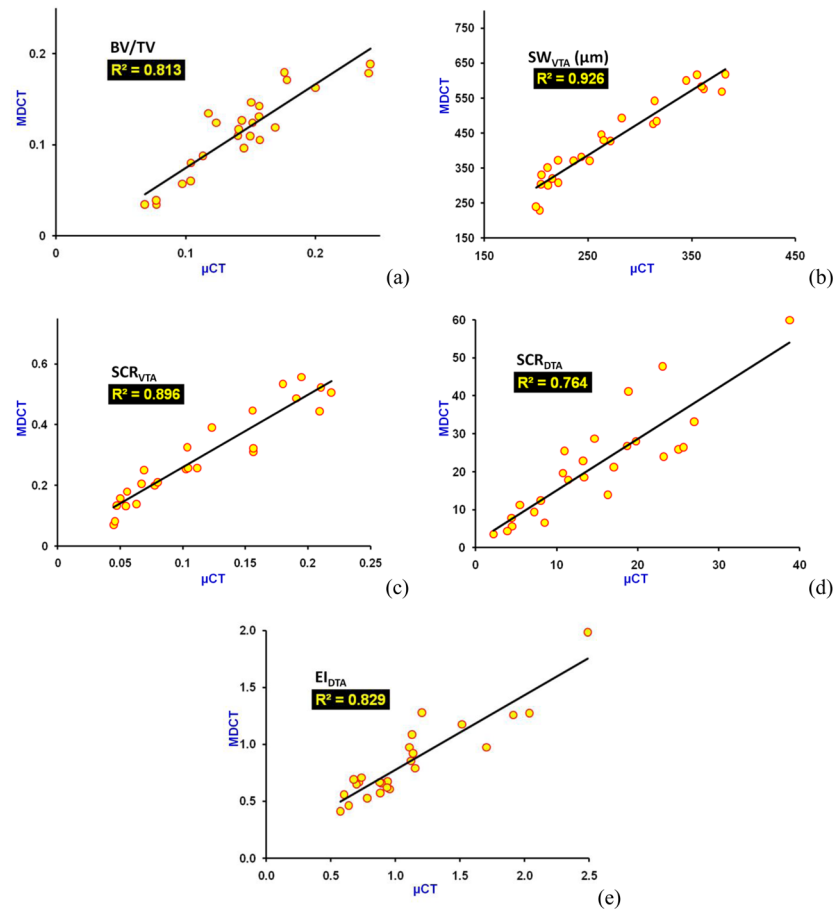 BV/TV
R² = 0.813
MDCT
0.2
0.1
0
0 0.1 0.2
µCT
(a)
SW_VTA (µm)
R² = 0.926
MDCT
750
650
550
450
350
250
150
150 250 350 450
µCT
(b)
SCR_VTA
R² = 0.896
MDCT
0.6
0.4
0.2
0
0 0.05 0.1 0.15 0.2 0.25
µCT
(c)
SCR_DTA
R² = 0.764
MDCT
60
50
40
30
20
10
0
0 10 20 30 40
µCT
(d)
EI_DTA
R² = 0.829
MDCT
2.0
1.5
1.0
0.5
0.0
0.0 0.5 1.0 1.5 2.0 2.5
µCT
(e)